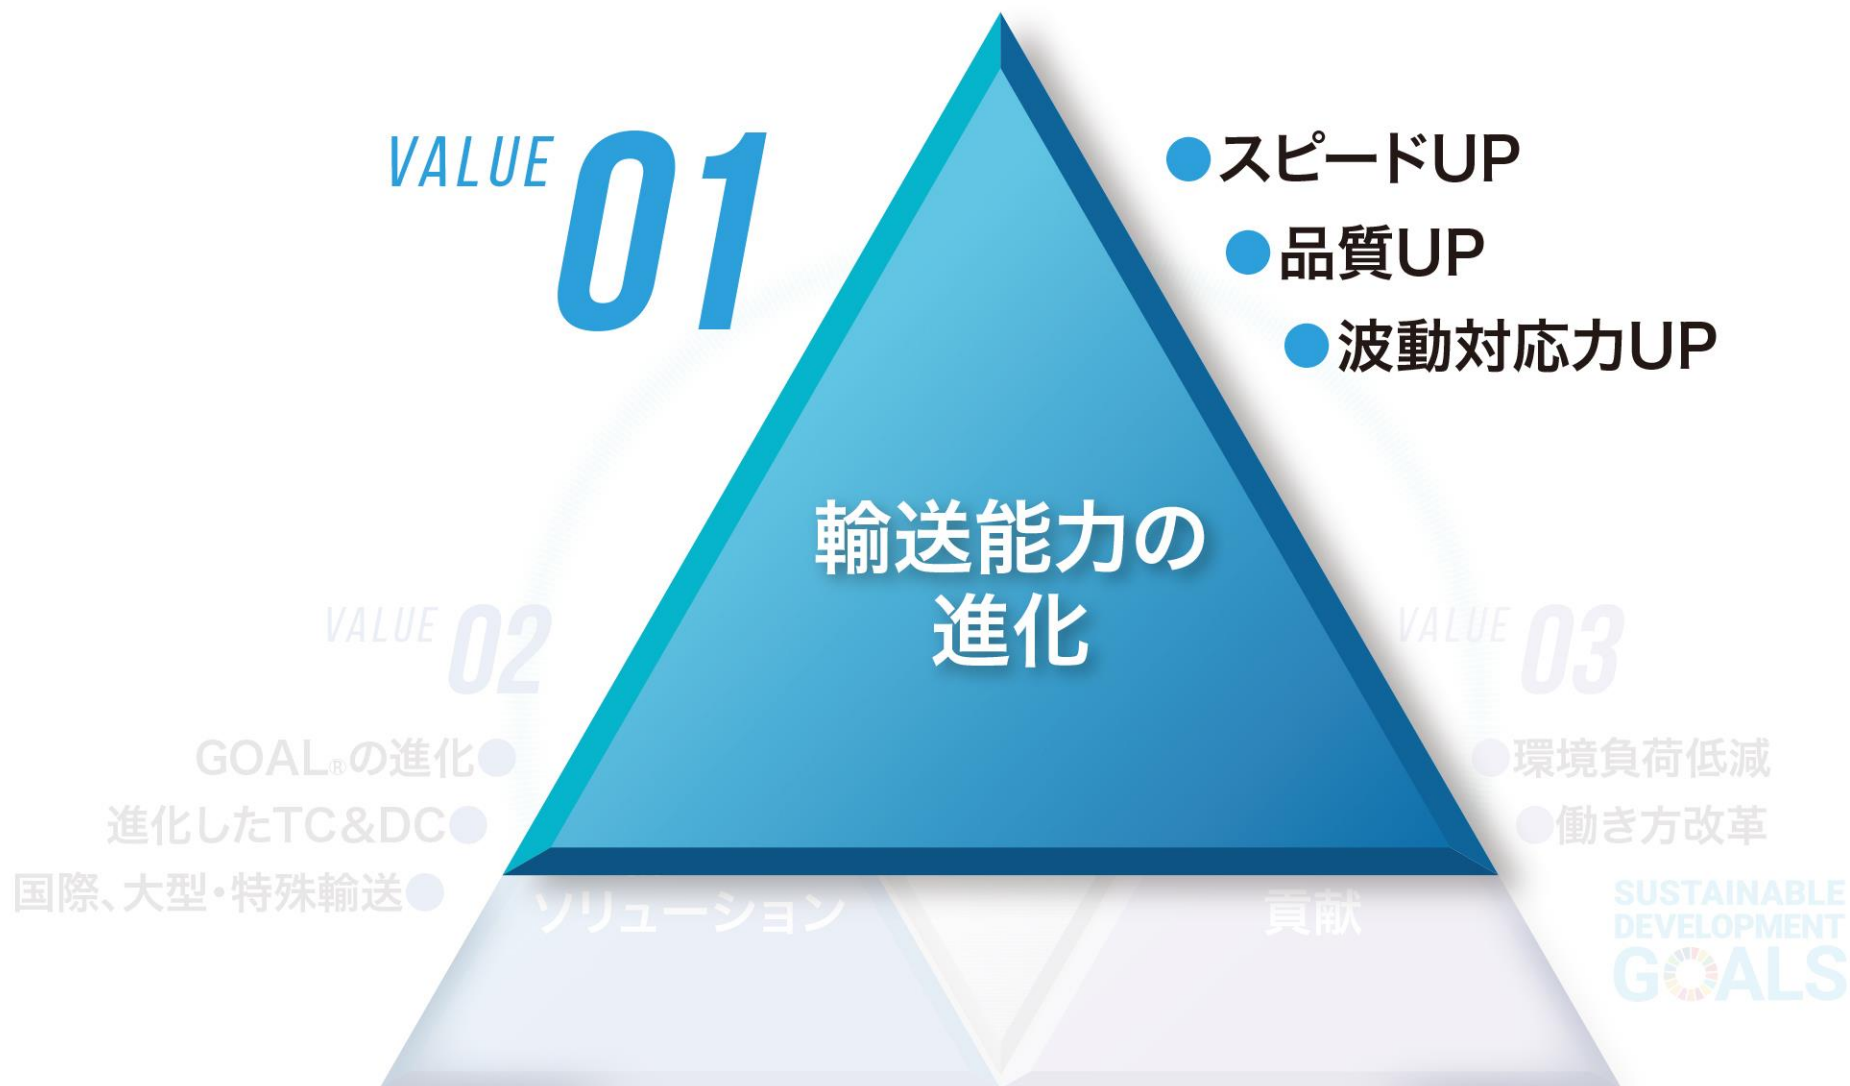 VALUE 01
●スピードUP
●品質UP
●波動対応力UP
輸送能力の
進化
VALUE 02
GOAL®の進化●
進化したTC&DC●
国際、大型・特殊輸送●
ソリューション
VALUE 03
●環境負荷低減
●働き方改革
貢献
SUSTAINABLE
DEVELOPMENT
GOALS